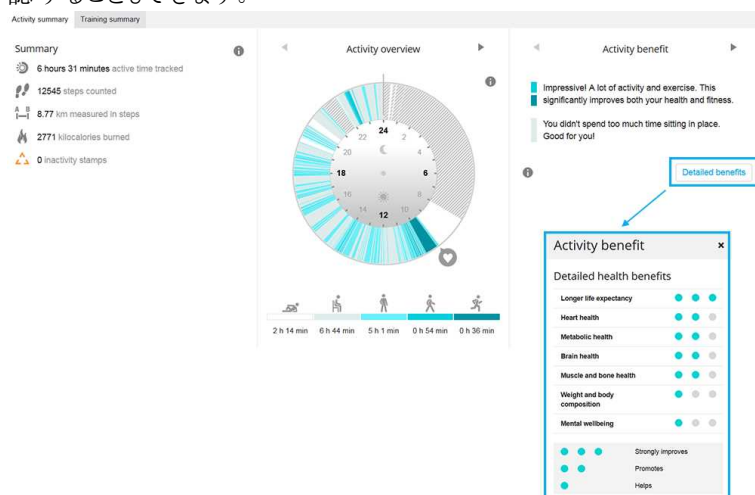 Activity summary Training summary
Summary
6 hours 31 minutes active time tracked
12545 steps counted
A B
8.77 km measured in steps
2771 kilocalories burned
0 inactivity stamps
Activity overview
24
22 2
20 4
18 6
16 8
14 10
12
2 h 14 min 6 h 44 min 5 h 1 min 0 h 54 min 0 h 36 min
Activity benefit
Impressive! A lot of activity and exercise. This
significantly improves both your health and fitness.
You didn't spend too much time sitting in place.
Good for you!
Detailed benefits
Activity benefit ×
Detailed health benefits
Longer life expectancy
Heart health
Metabolic health
Brain health
Muscle and bone health
Weight and body
composition
Mental wellbeing
Strongly improves
Promotes
Helps